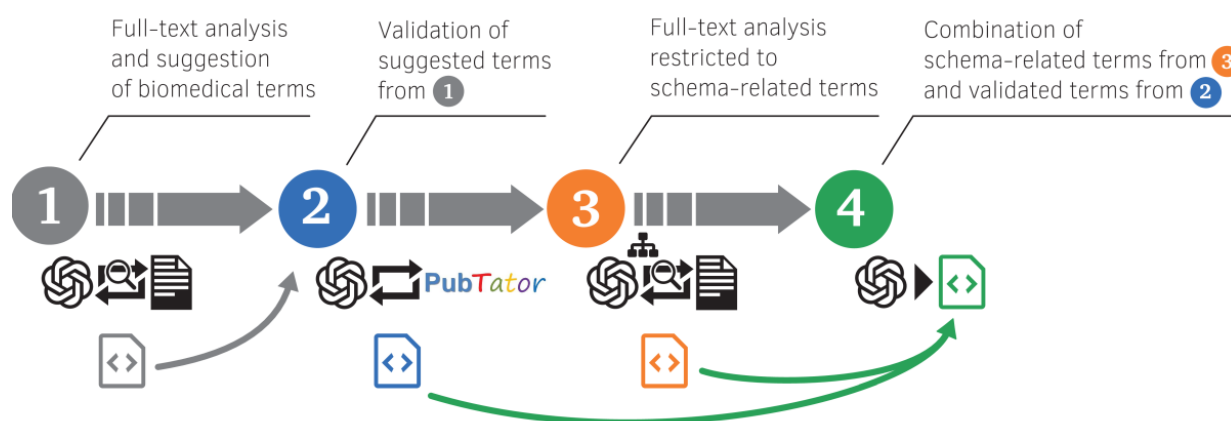 Full-text analysis
and suggestion
of biomedical terms
Validation of
suggested terms
from 1
Full-text analysis
restricted to
schema-related terms
Combination of
schema-related terms from 3
and validated terms from 2
1
2
3
4
PubTator